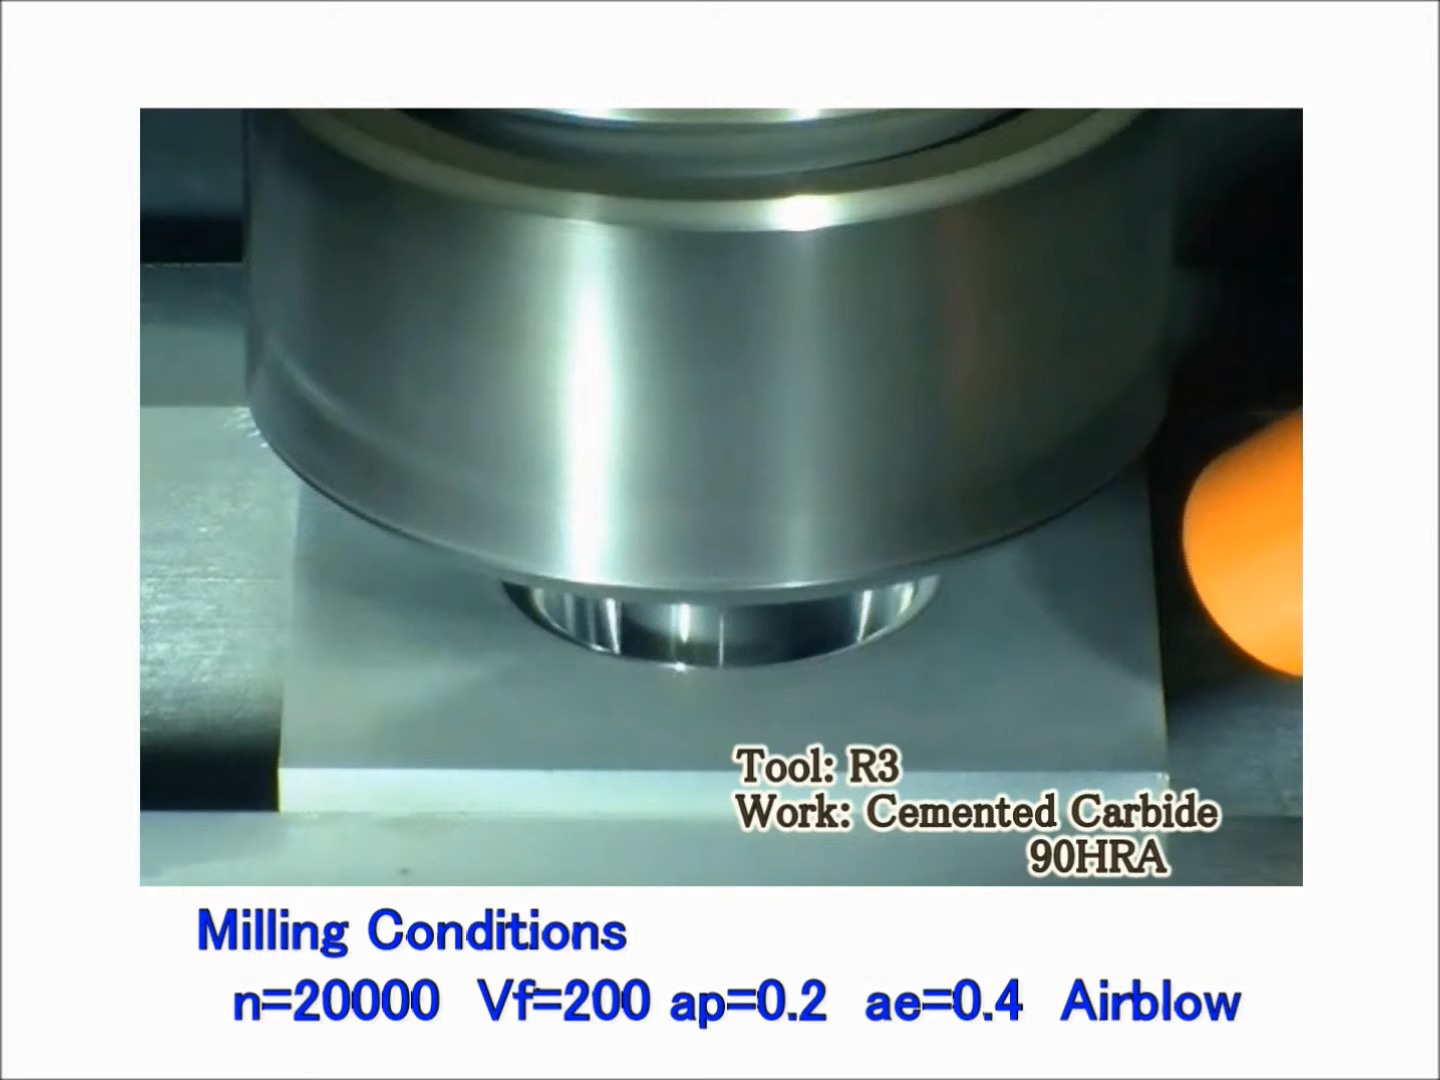 Tool: R3
Work: Cemented Carbide
90HRA
Milling Conditions
n=20000 Vf=200 ap=0.2 ae=0.4 Airblow